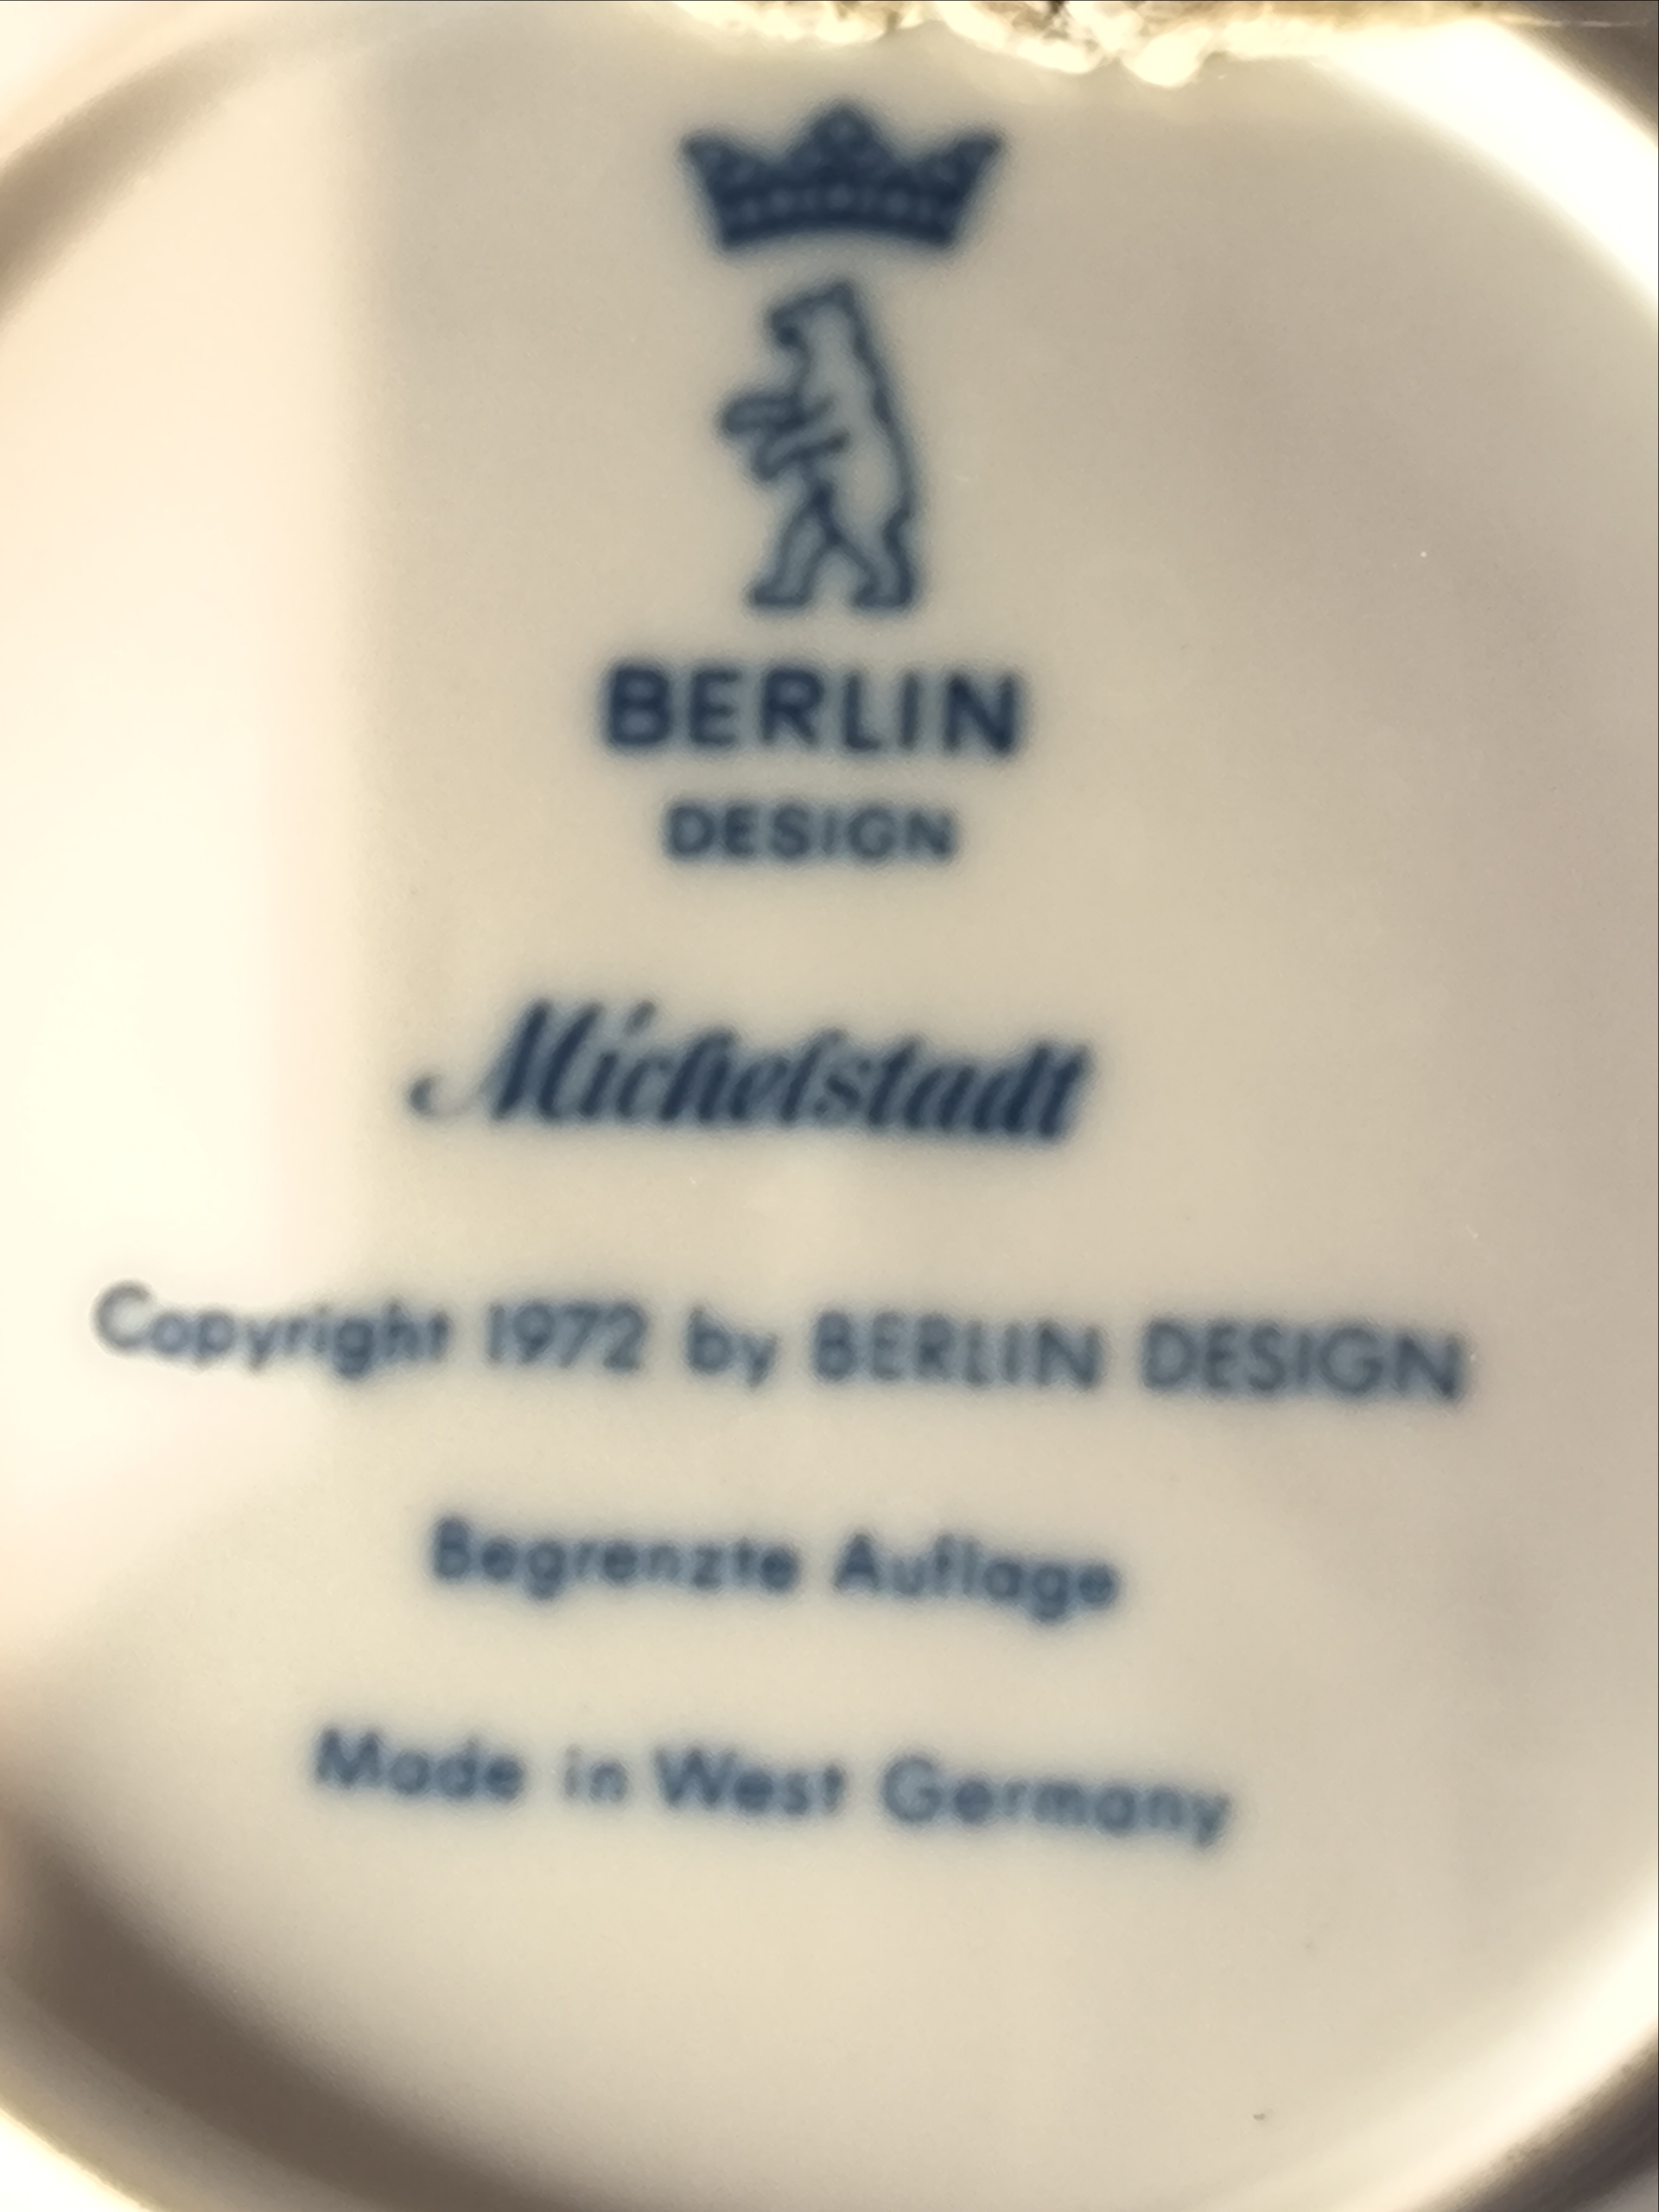 BERLIN
DESIGN
Michelstadt
Copyright 1972 by BERLIN DESIGN
Begrenzte Auflage
Made in West Germany